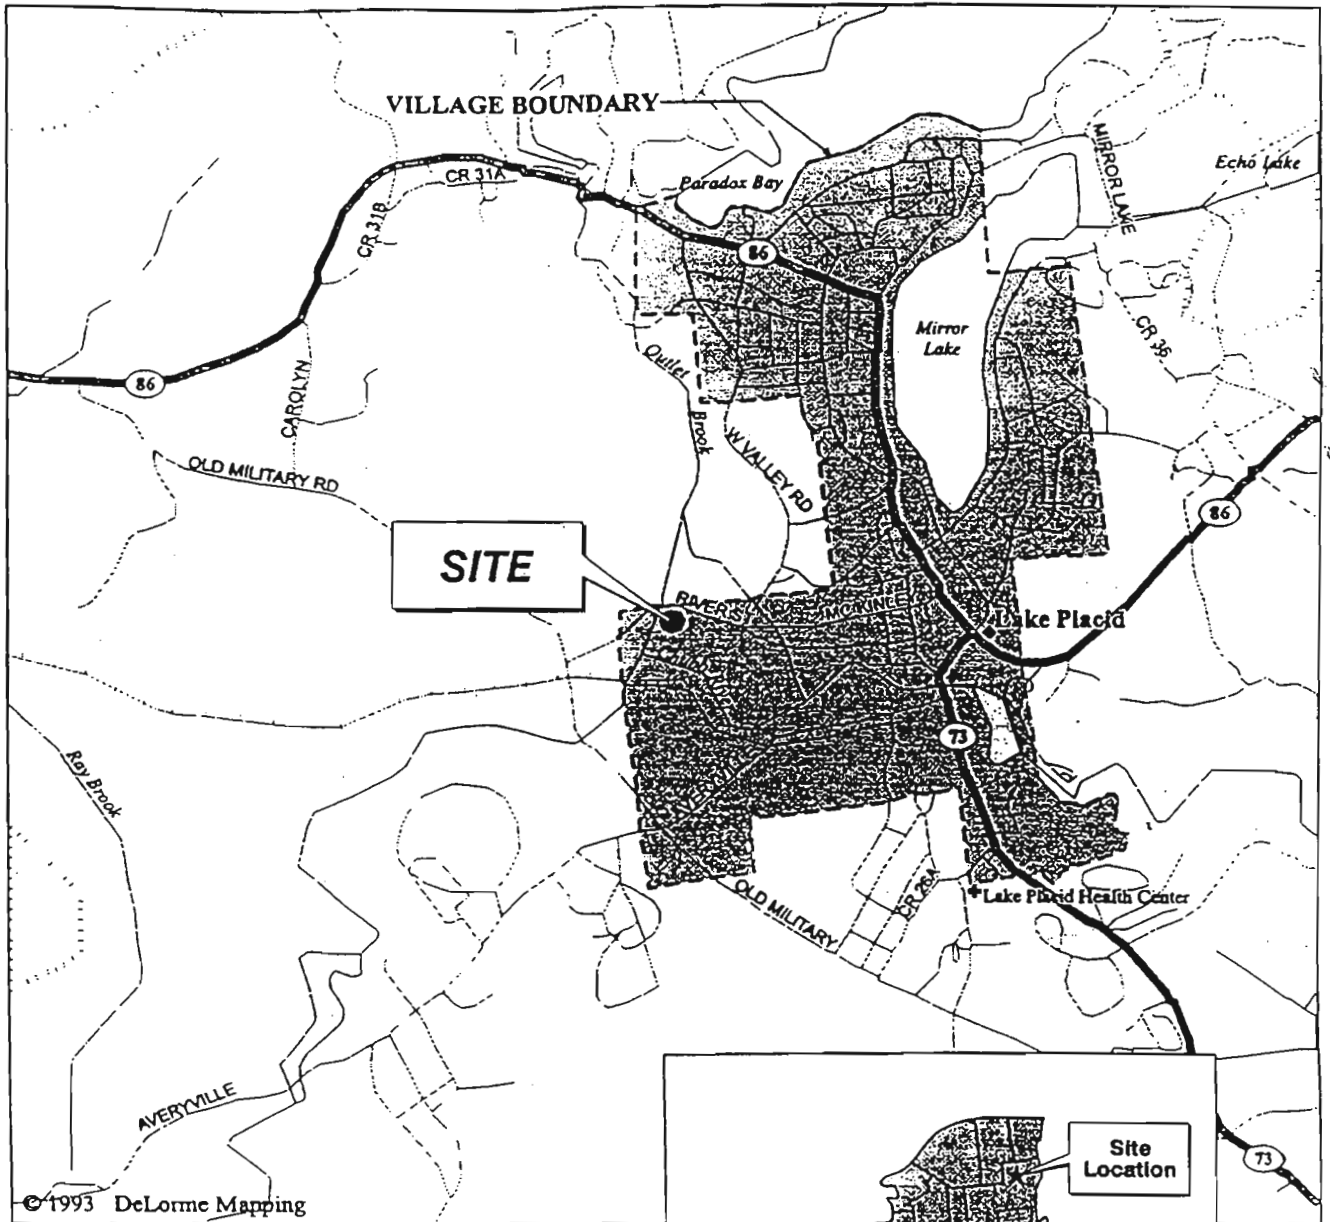 VILLAGE BOUNDARY
MIRROR LAKE
Echo Lake
CR 31A
Paradox Bay
CR 31B
86
Mirror
Lake
CR 35
Outlet
Brook
86
CAROLYN
W VALLEY RD
OLD MILITARY RD
86
SITE
RIVER
MCKINLE
Lake Placid
73
Ray Brook
OLD MILITARY
CR 26A
Lake Placid Health Center
AVERYVILLE
Site
Location
73
© 1993 DeLorme Mapping